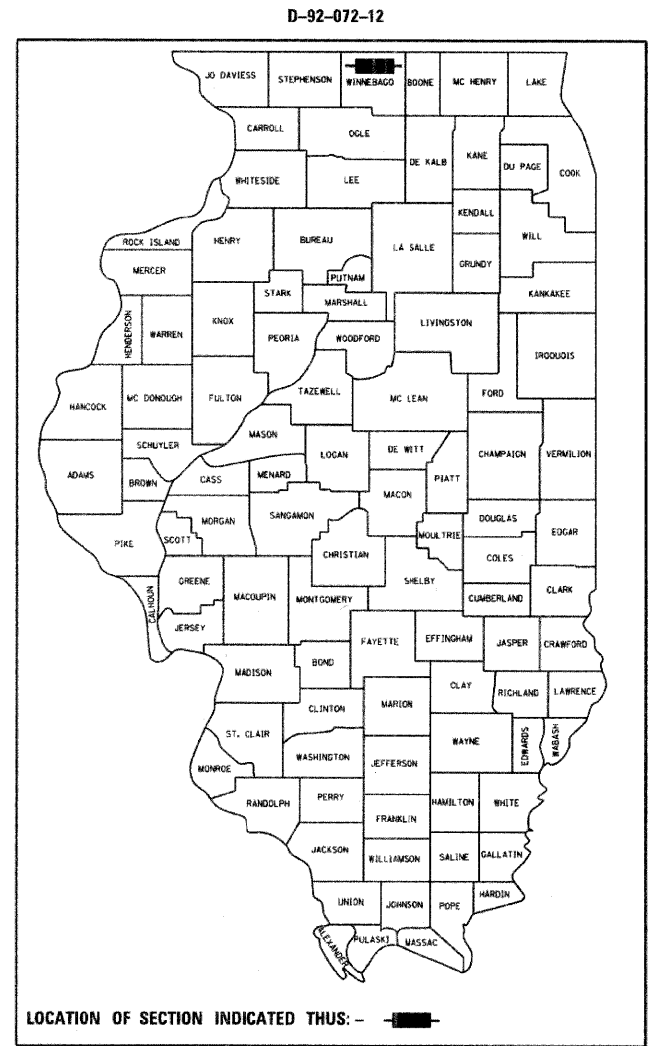 D-92-072-12
JO DAVIESS
STEPHENSON
WINNEBAGO
BOONE
MC HENRY
LAKE
CARROLL
OGLE
DE KALB
KANE
DU PAGE
COOK
WHITESIDE
LEE
KENDALL
WILL
ROCK ISLAND
HENRY
BUREAU
LA SALLE
GRUNDY
MERCER
PUTNAM
KANKAKEE
STARK
MARSHALL
HENDERSON
WARREN
KNOX
PEORIA
WOODFORD
LIVINGSTON
IROQUOIS
HANCOCK
MC DONOUGH
FULTON
TAZEWELL
MC LEAN
FORD
MASON
SCHUYLER
LOGAN
DE WITT
CHAMPAIGN
VERMILION
ADAMS
BROWN
CASS
MENARD
MACON
PIATT
PIKE
SCOTT
MORGAN
SANGAMON
CHRISTIAN
MOULTRIE
DOUGLAS
EDGAR
COLES
CALHOUN
GREENE
MACOUPIN
MONTGOMERY
SHELBY
CUMBERLAND
CLARK
JERSEY
FAYETTE
EFFINGHAM
JASPER
CRAWFORD
MADISON
BOND
CLAY
RICHLAND
LAWRENCE
CLINTON
MARION
ST. CLAIR
WAYNE
EDWARDS
WABASH
WASHINGTON
JEFFERSON
MONROE
RANDOLPH
PERRY
HAMILTON
WHITE
FRANKLIN
JACKSON
WILLIAMSON
SALINE
GALLATIN
UNION
JOHNSON
POPE
HARDIN
ALEXANDER
PULASKI
MASSAC
LOCATION OF SECTION INDICATED THUS: -